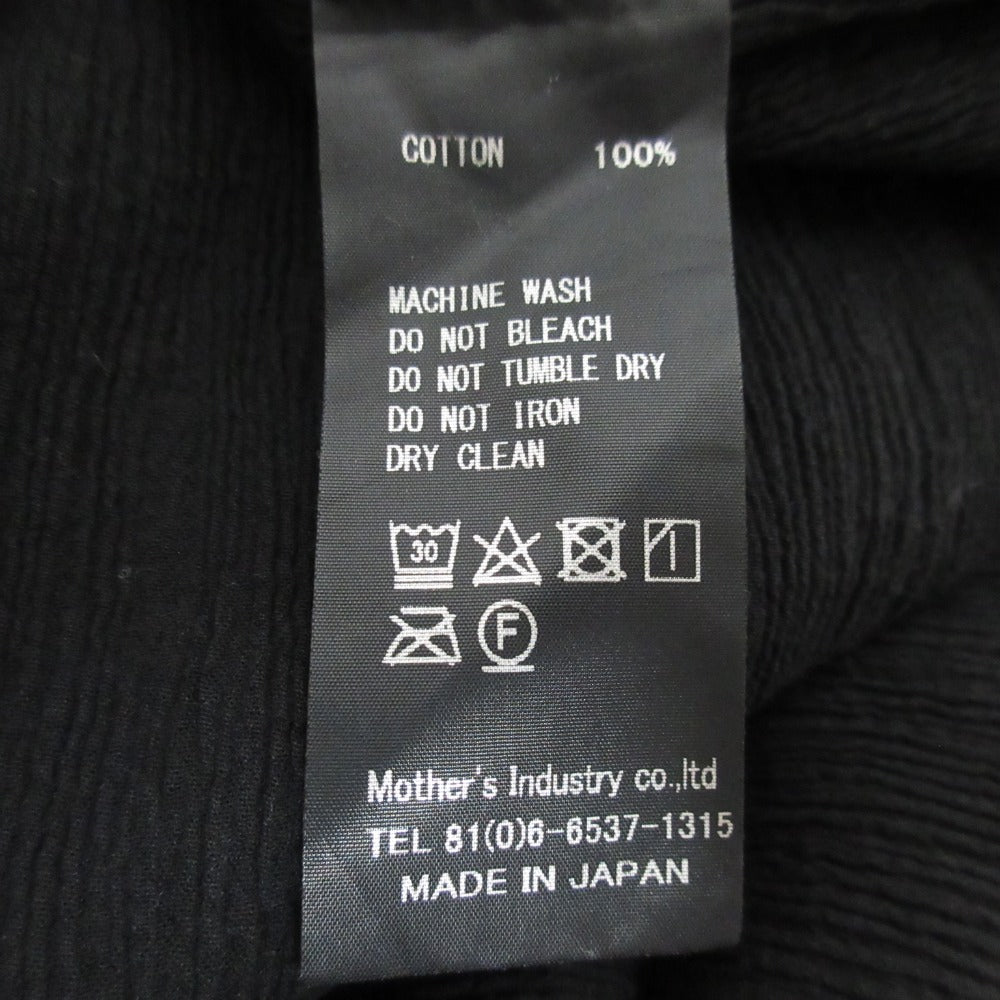 COTTON 100%
MACHINE WASH
DO NOT BLEACH
DO NOT TUMBLE DRY
DO NOT IRON
DRY CLEAN
30
F
Mother's Industry co.,ltd
TEL 81(0)6-6537-1315
MADE IN JAPAN